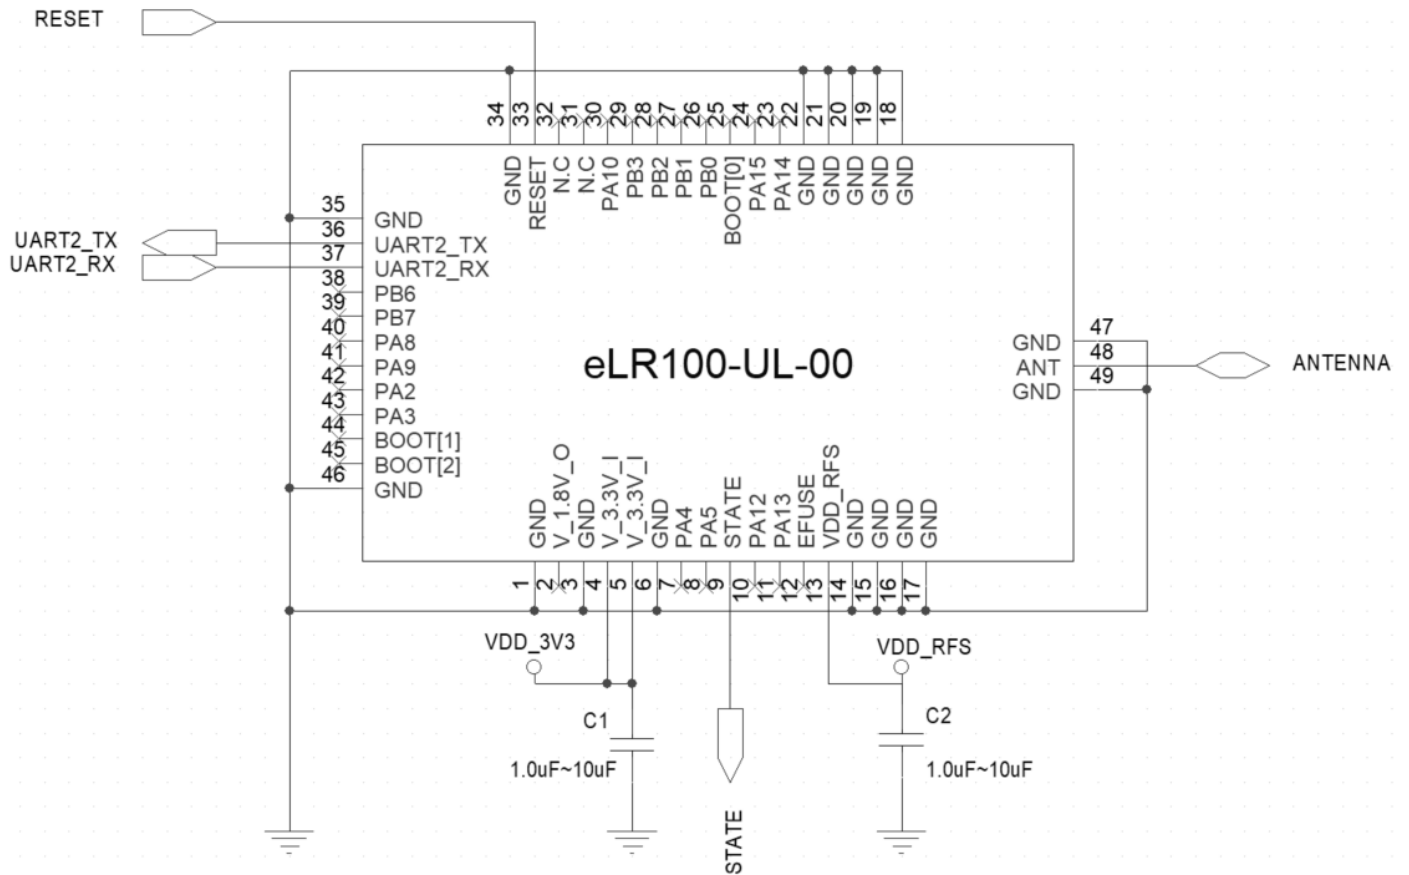 RESET
34 33 32 31 30 29 28 27 26 25 24 23 22 21 20 19 18
GND RESET N.C N.C PA10 PB3 PB2 PB1 PB0 BOOT[0] PA15 PA14 GND GND GND GND GND
35 GND
UART2_TX 36 UART2_TX
UART2_RX 37 UART2_RX
38 PB6
39 PB7
40 PA8
41 PA9
42 PA2
43 PA3
44 BOOT[1]
45 BOOT[2]
46 GND
eLR100-UL-00
GND 47
ANT 48 ANTENNA
GND 49
GND V_1.8V_O GND V_3.3V_I V_3.3V_I GND PA4 PA5 STATE PA12 PA13 EFUSE VDD_RFS GND GND GND GND
1 2 3 4 5 6 7 8 9 10 11 12 13 14 15 16 17
VDD_3V3
VDD_RFS
C1
1.0uF~10uF
C2
1.0uF~10uF
STATE